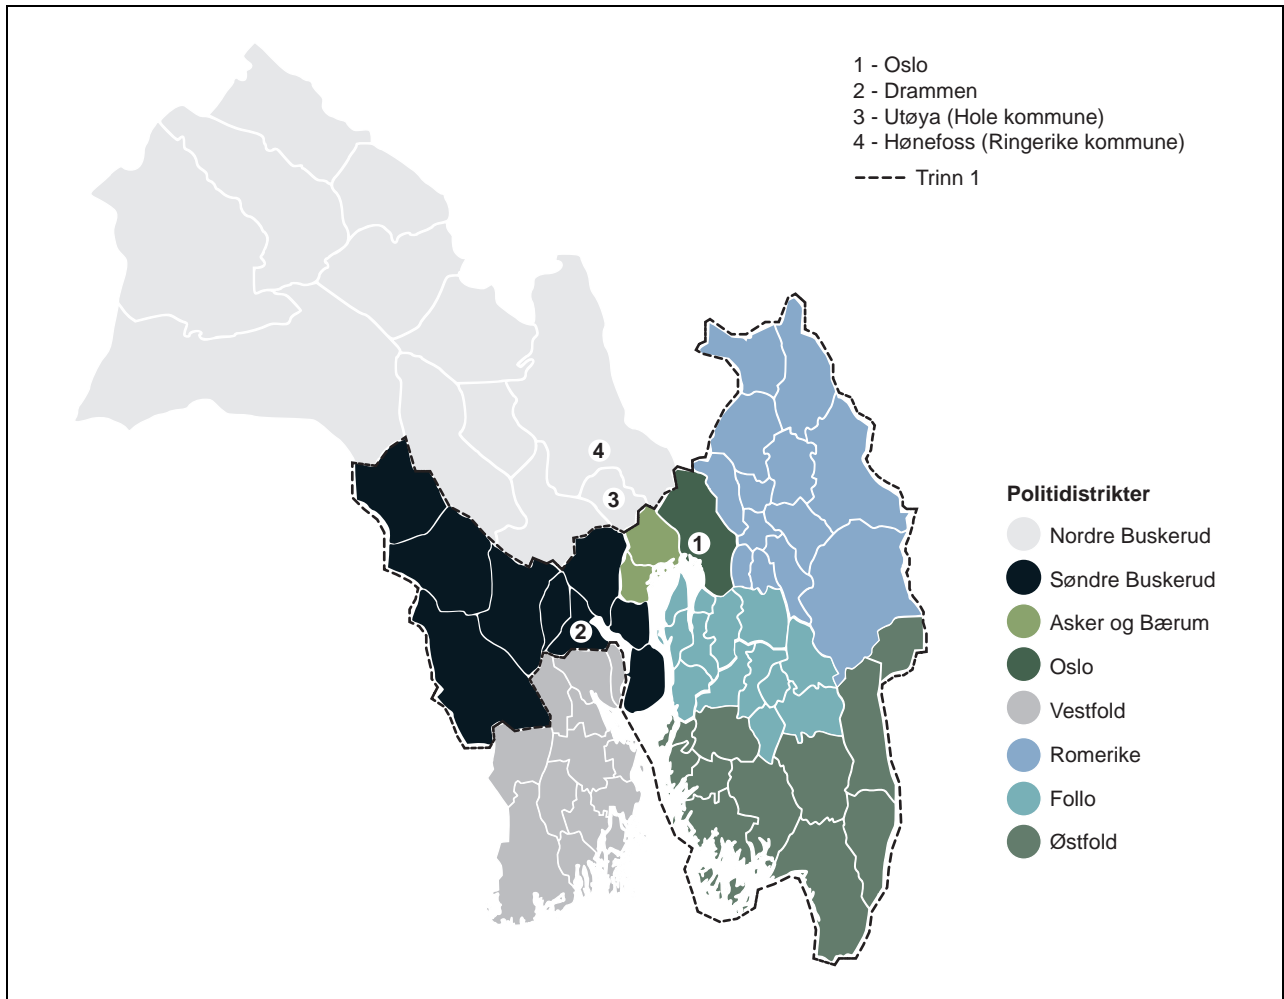 1 - Oslo
2 - Drammen
3 - Utøya (Hole kommune)
4 - Hønefoss (Ringerike kommune)
Trinn 1
4
3
1
2
Politidistrikter
Nordre Buskerud
Søndre Buskerud
Asker og Bærum
Oslo
Vestfold
Romerike
Follo
Østfold